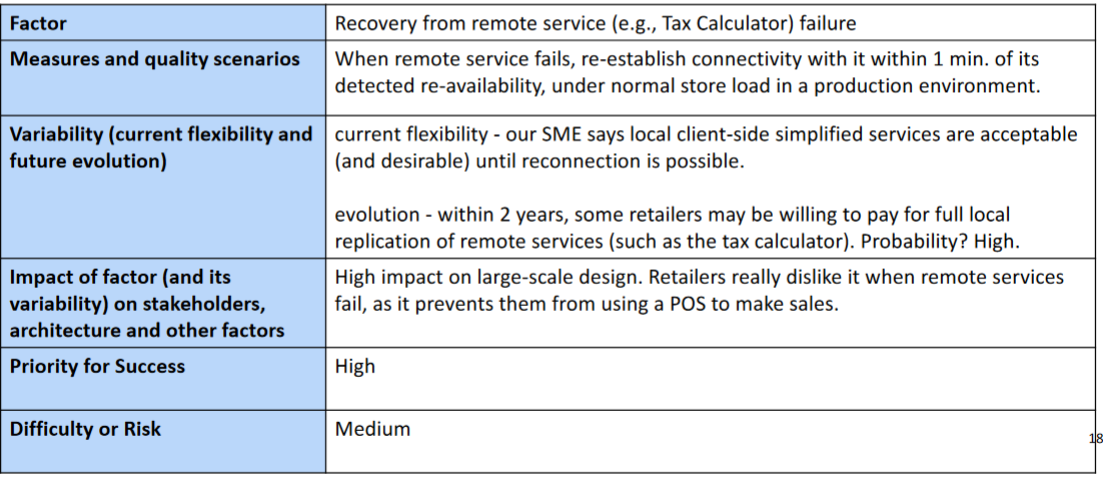 Factor
Recovery from remote service (e.g., Tax Calculator) failure
Measures and quality scenarios
When remote service fails, re-establish connectivity with it within 1 min. of its
detected re-availability, under normal store load in a production environment.
Variability (current flexibility and
future evolution)
current flexibility - our SME says local client-side simplified services are acceptable
(and desirable) until reconnection is possible.
evolution - within 2 years, some retailers may be willing to pay for full local
replication of remote services (such as the tax calculator). Probability? High.
Impact of factor (and its
variability) on stakeholders,
architecture and other factors
High impact on large-scale design. Retailers really dislike it when remote services
fail, as it prevents them from using a POS to make sales.
Priority for Success
High
Difficulty or Risk
Medium
18